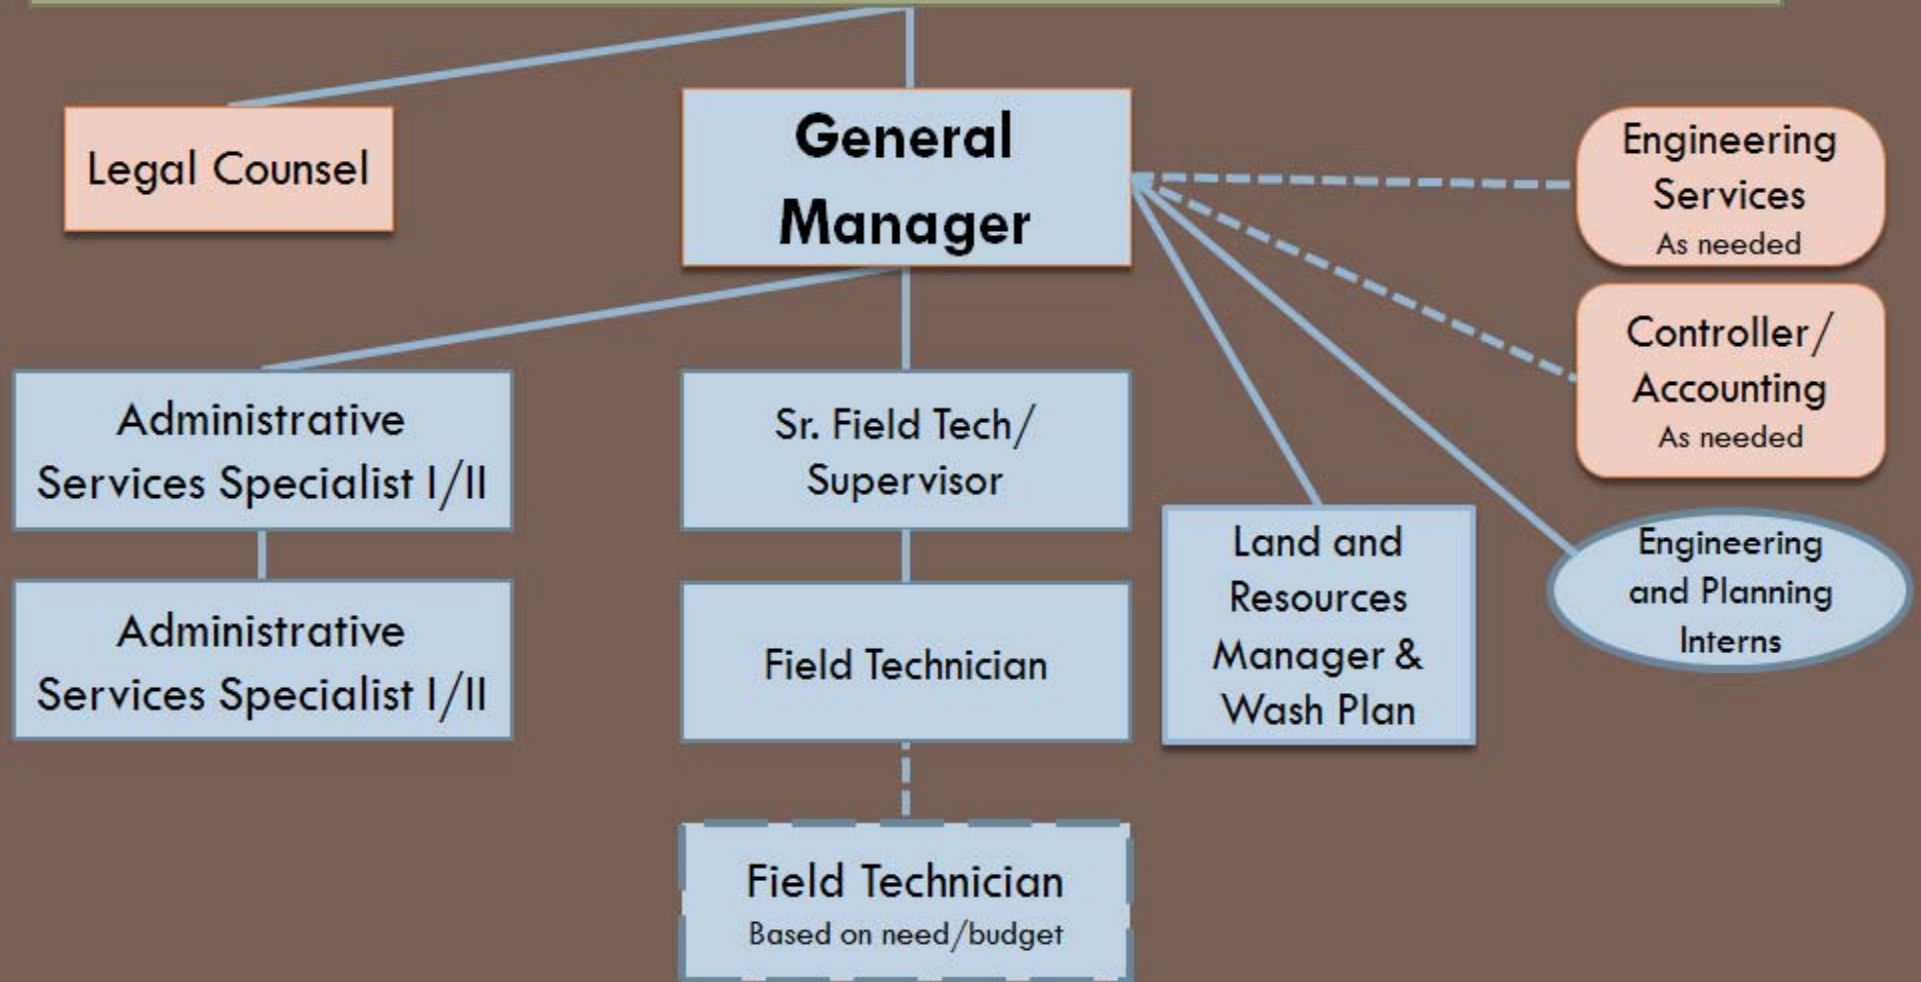 Legal Counsel
General
Manager
Engineering
Services
As needed
Controller/
Accounting
As needed
Administrative
Services Specialist I/II
Sr. Field Tech/
Supervisor
Land and
Resources
Manager &
Wash Plan
Engineering
and Planning
Interns
Administrative
Services Specialist I/II
Field Technician
Field Technician
Based on need/budget